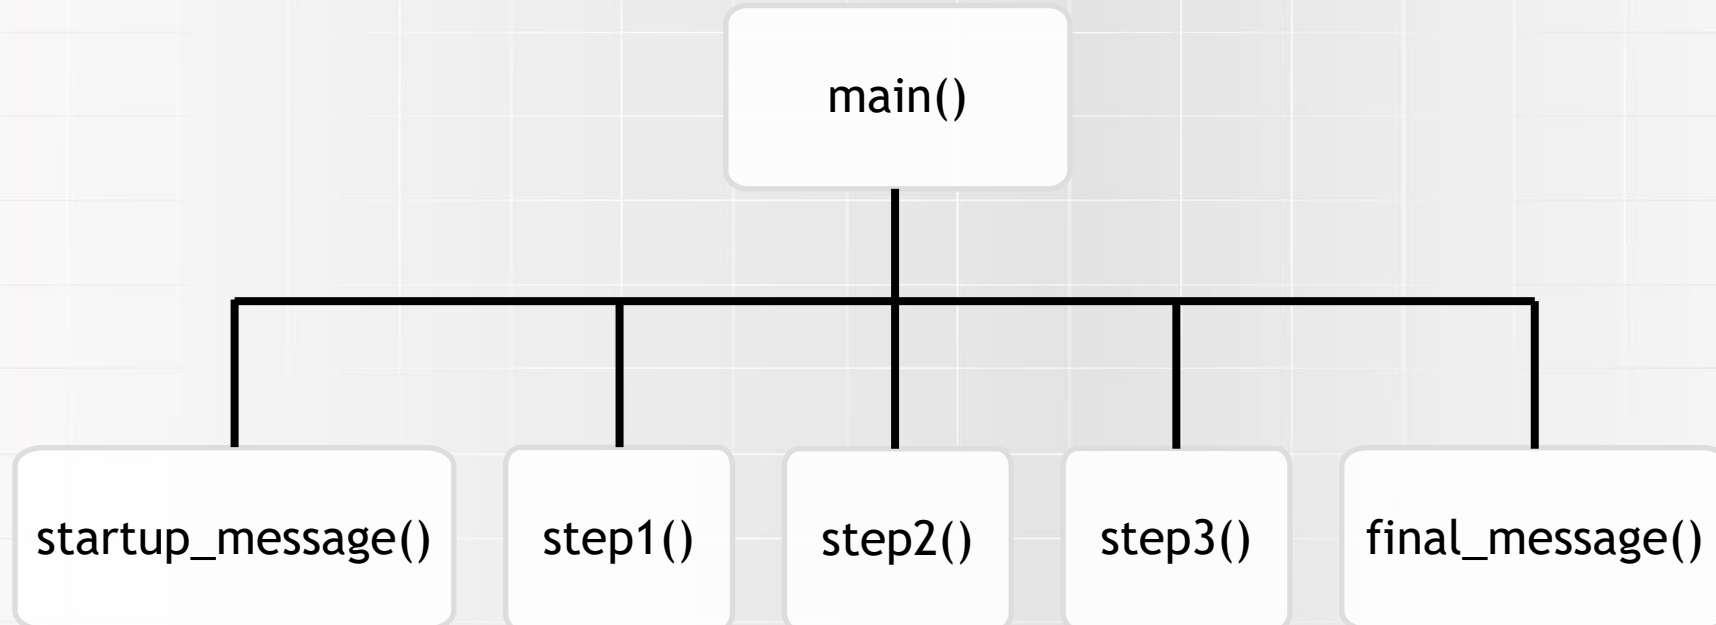 main()
startup_message()
step1()
step2()
step3()
final_message()